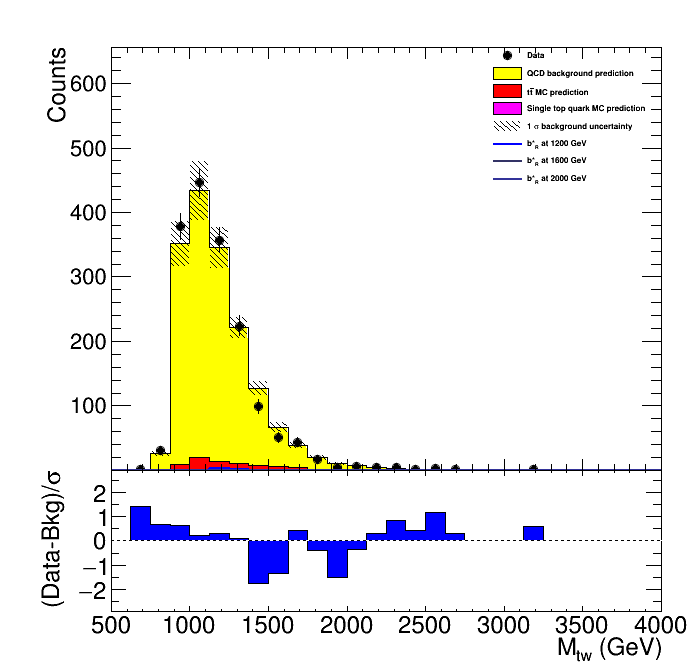 Counts
600
500
400
300
200
100
Data
QCD background prediction
tt̅ MC prediction
Single top quark MC prediction
1 σ background uncertainty
b*R at 1200 GeV
b*R at 1600 GeV
b*R at 2000 GeV
(Data-Bkg)/σ
2
1
0
−1
−2
500 1000 1500 2000 2500 3000 3500 4000
Mtw (GeV)